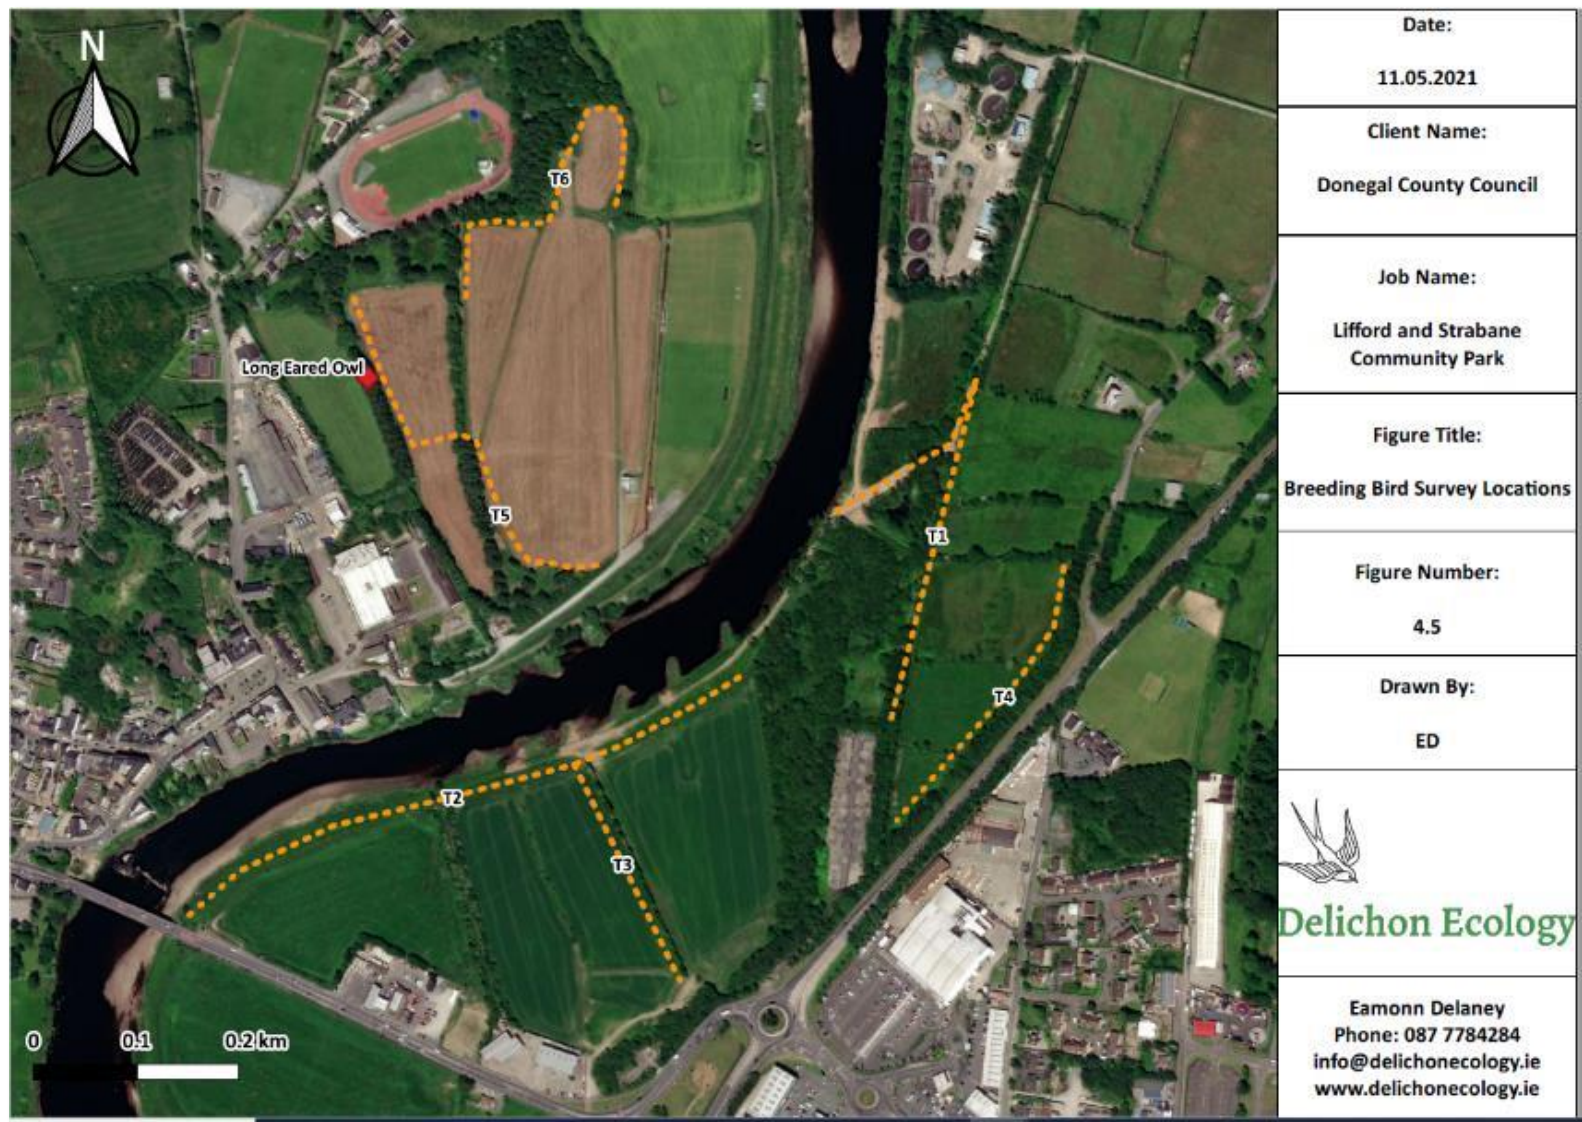 N
T6
Long Eared Owl
T5
T1
T4
T2
T3
0
0.1
0.2 km
Date:
11.05.2021
Client Name:
Donegal County Council
Job Name:
Lifford and Strabane
Community Park
Figure Title:
Breeding Bird Survey Locations
Figure Number:
4.5
Drawn By:
ED
Delichon Ecology
Eamonn Delaney
Phone: 087 7784284
info@delichonecology.ie
www.delichonecology.ie